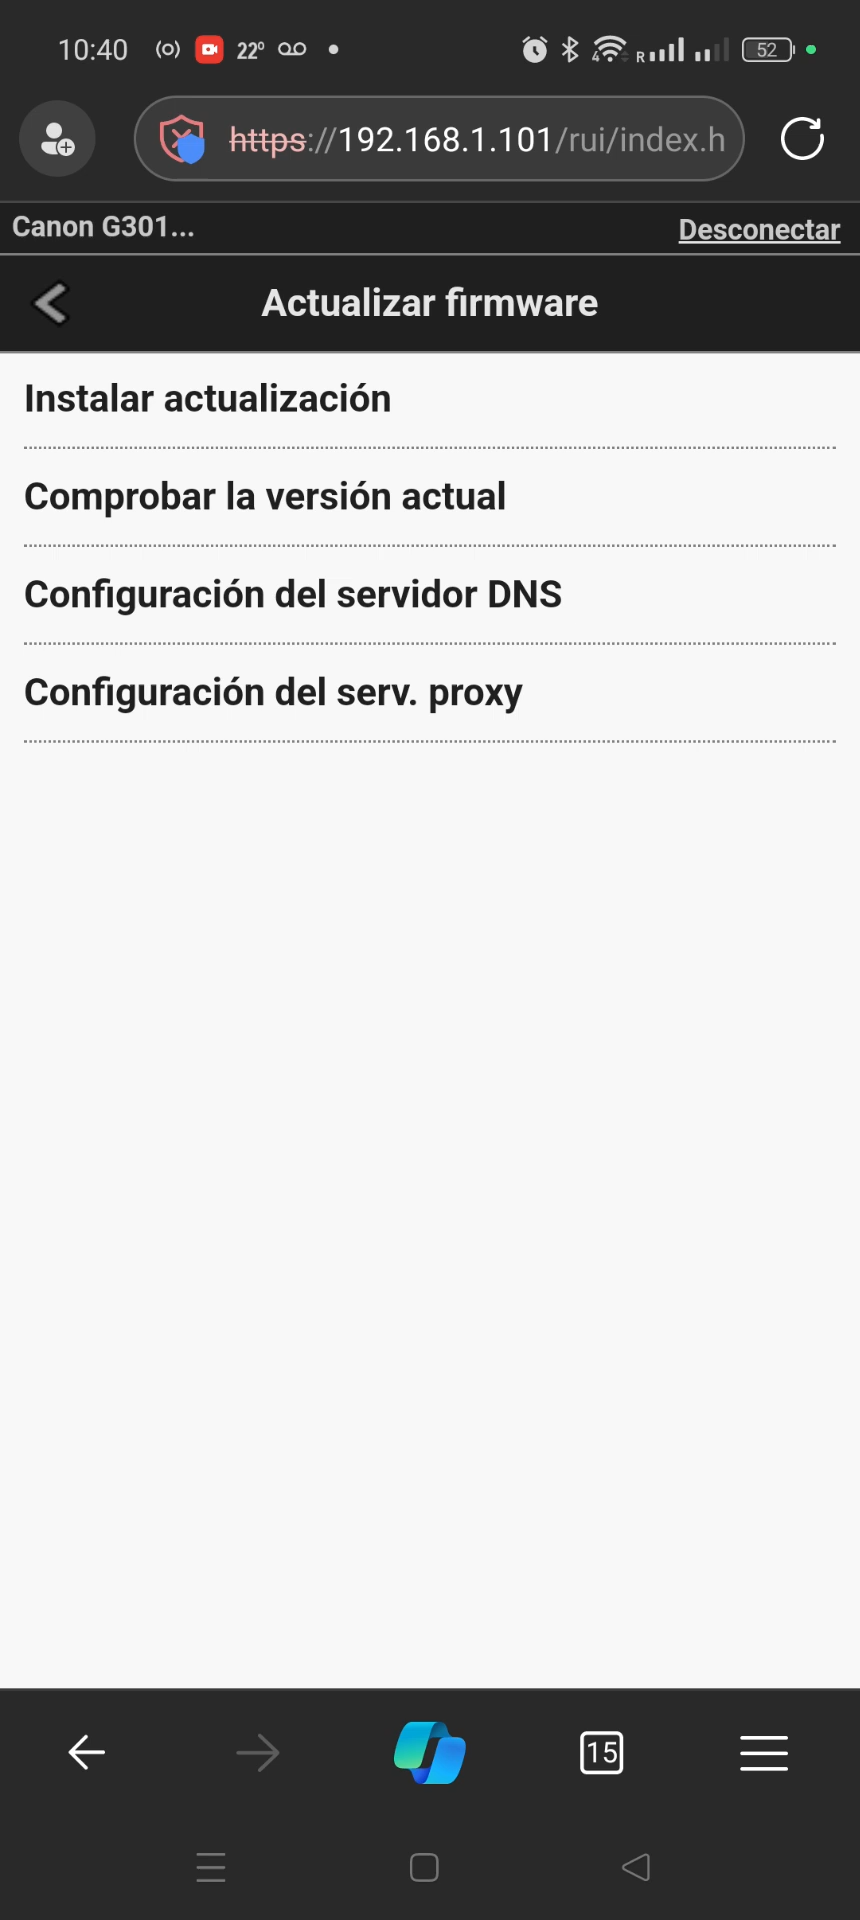 10:40 22° 4 R 52
https://192.168.1.101/rui/index.h
Canon G301... Desconectar
Actualizar firmware
Instalar actualización
Comprobar la versión actual
Configuración del servidor DNS
Configuración del serv. proxy
15